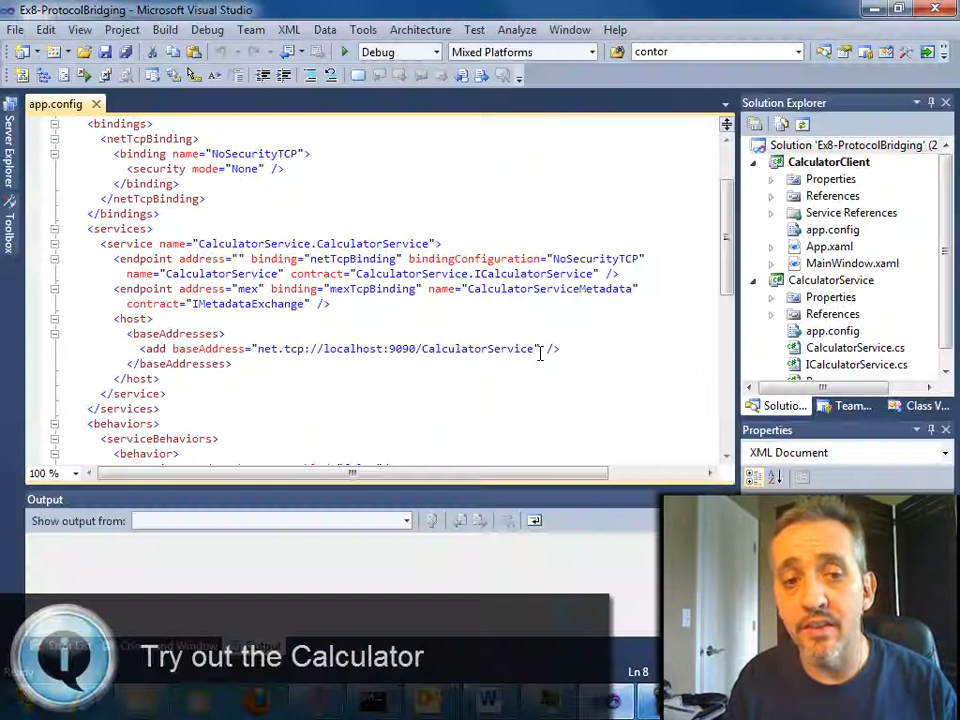 Ex8-ProtocolBridging - Microsoft Visual Studio
File Edit View Project Build Debug Team XML Data Tools Architecture Test Analyze Window Help
Debug Mixed Platforms contor
app.config
Server Explorer
Toolbox
<bindings>
<netTcpBinding>
<binding name="NoSecurityTCP">
<security mode="None" />
</binding>
</netTcpBinding>
</bindings>
<services>
<service name="CalculatorService.CalculatorService">
<endpoint address="" binding="netTcpBinding" bindingConfiguration="NoSecurityTCP"
name="CalculatorService" contract="CalculatorService.ICalculatorService" />
<endpoint address="mex" binding="mexTcpBinding" name="CalculatorServiceMetadata"
contract="IMetadataExchange" />
<host>
<baseAddresses>
<add baseAddress="net.tcp://localhost:9090/CalculatorService" />
</baseAddresses>
</host>
</service>
</services>
<behaviors>
<serviceBehaviors>
<behavior>
100 %
Solution Explorer
Solution 'Ex8-ProtocolBridging' (2
CalculatorClient
Properties
References
Service References
app.config
App.xaml
MainWindow.xaml
CalculatorService
Properties
References
app.config
CalculatorService.cs
ICalculatorService.cs
Solutio... Team... Class V...
Properties
XML Document
Output
Show output from:
Try out the Calculator
Ln 8